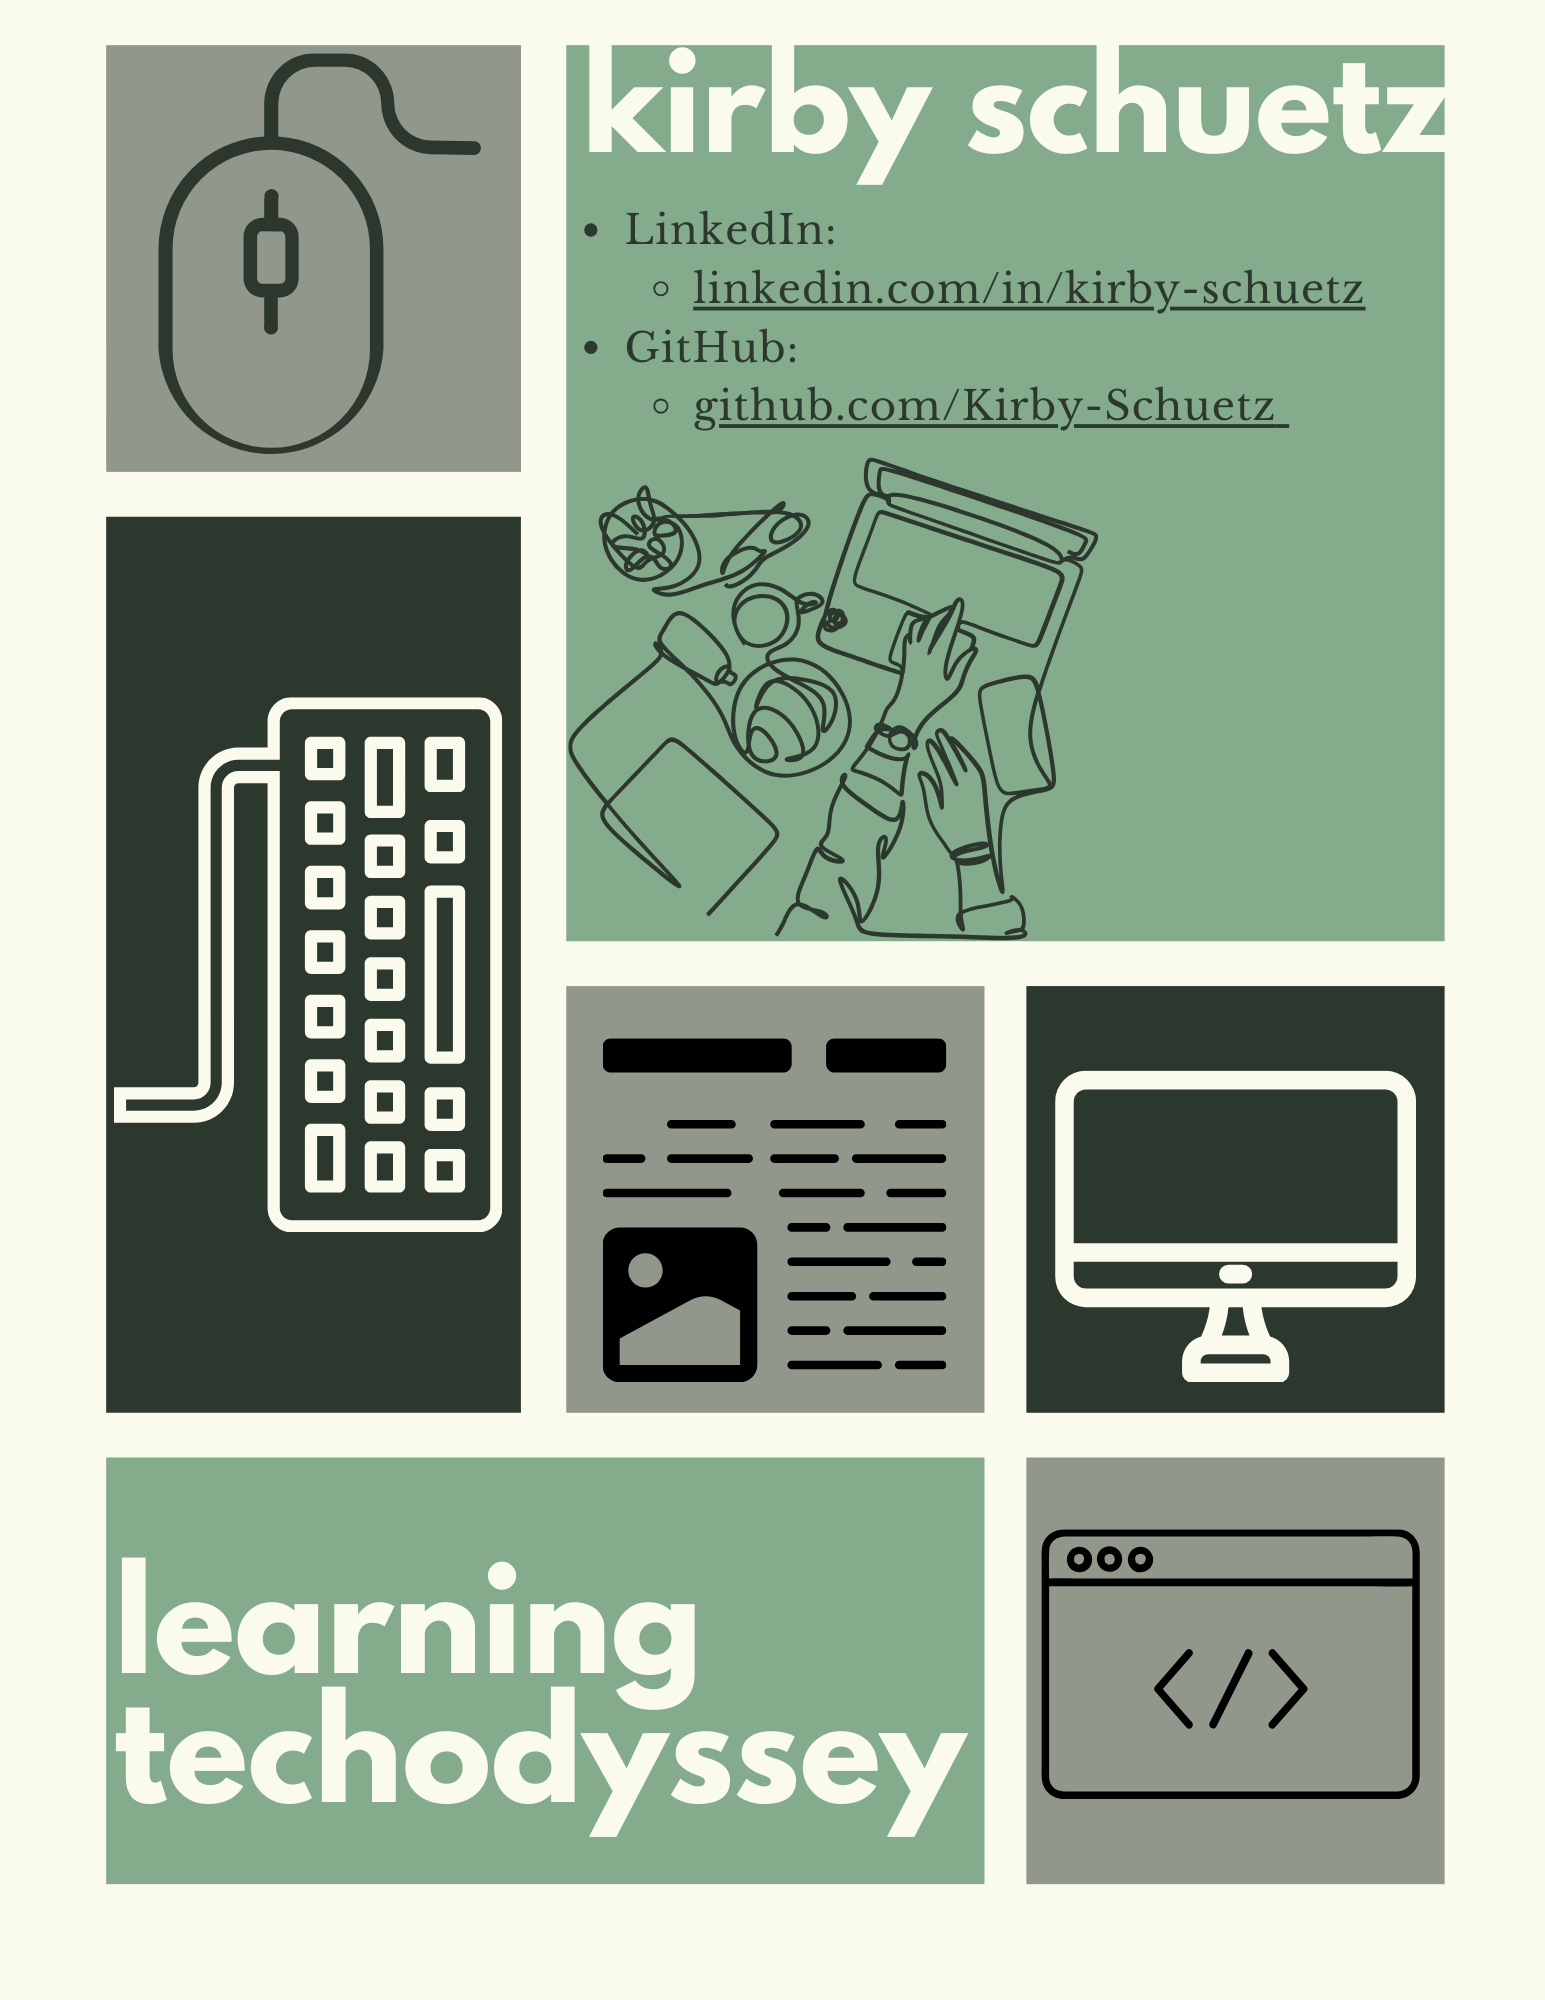 kirby schuetz
• LinkedIn:
○ linkedin.com/in/kirby-schuetz
• GitHub:
○ github.com/Kirby-Schuetz
learning
techodyssey
</>